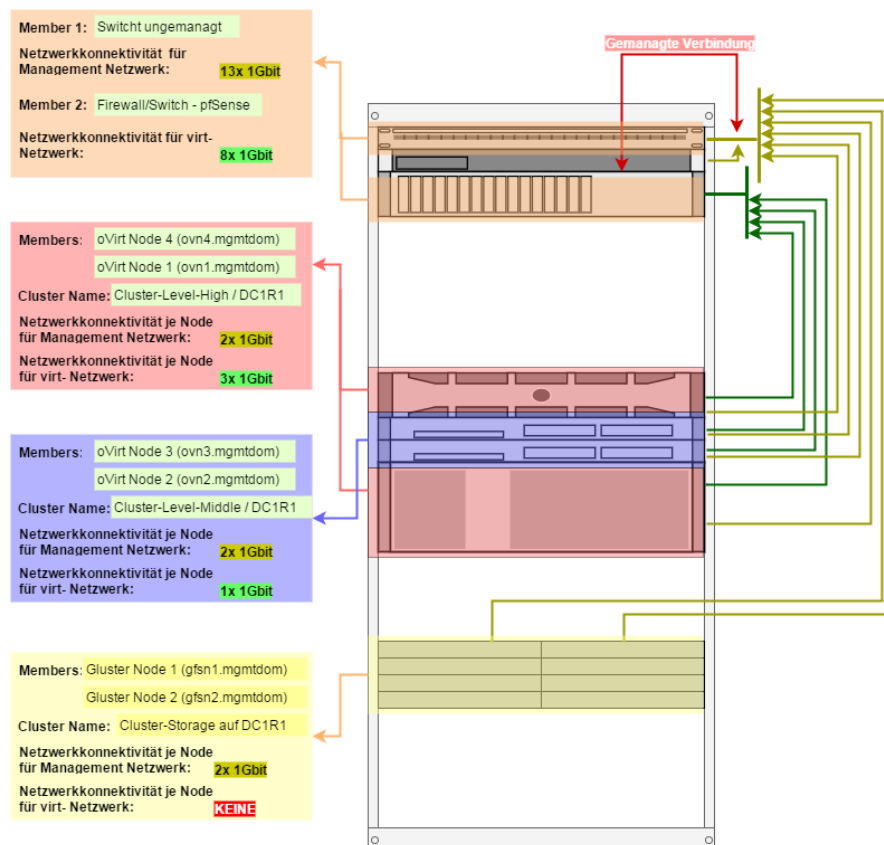 Member 1: Switcht ungemanagt
Netzwerkkonnektivität für
Management Netzwerk: 13x 1Gbit
Member 2: Firewall/Switch - pfSense
Netzwerkkonnektivität für virt-
Netzwerk: 8x 1Gbit
Gemanagte Verbindung
Members: oVirt Node 4 (ovn4.mgmtdom)
oVirt Node 1 (ovn1.mgmtdom)
Cluster Name: Cluster-Level-High / DC1R1
Netzwerkkonnektivität je Node
für Management Netzwerk: 2x 1Gbit
Netzwerkkonnektivität je Node
für virt- Netzwerk: 3x 1Gbit
Members: oVirt Node 3 (ovn3.mgmtdom)
oVirt Node 2 (ovn2.mgmtdom)
Cluster Name: Cluster-Level-Middle / DC1R1
Netzwerkkonnektivität je Node
für Management Netzwerk: 2x 1Gbit
Netzwerkkonnektivität je Node
für virt- Netzwerk: 1x 1Gbit
Members: Gluster Node 1 (gfsn1.mgmtdom)
Gluster Node 2 (gfsn2.mgmtdom)
Cluster Name: Cluster-Storage auf DC1R1
Netzwerkkonnektivität je Node
für Management Netzwerk: 2x 1Gbit
Netzwerkkonnektivität je Node
für virt- Netzwerk: KEINE